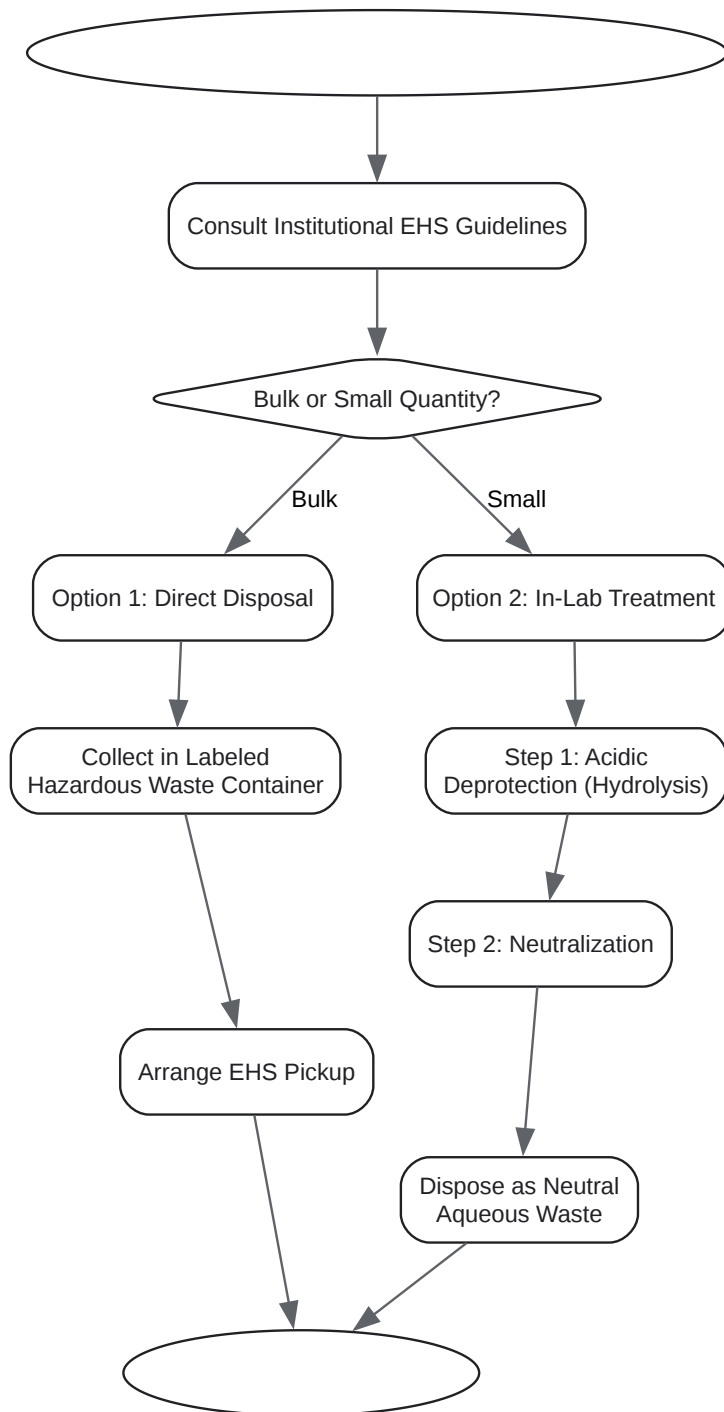 Consult Institutional EHS Guidelines
Bulk or Small Quantity?
Bulk
Small
Option 1: Direct Disposal
Option 2: In-Lab Treatment
Collect in Labeled
Hazardous Waste Container
Step 1: Acidic
Deprotection (Hydrolysis)
Step 2: Neutralization
Arrange EHS Pickup
Dispose as Neutral
Aqueous Waste